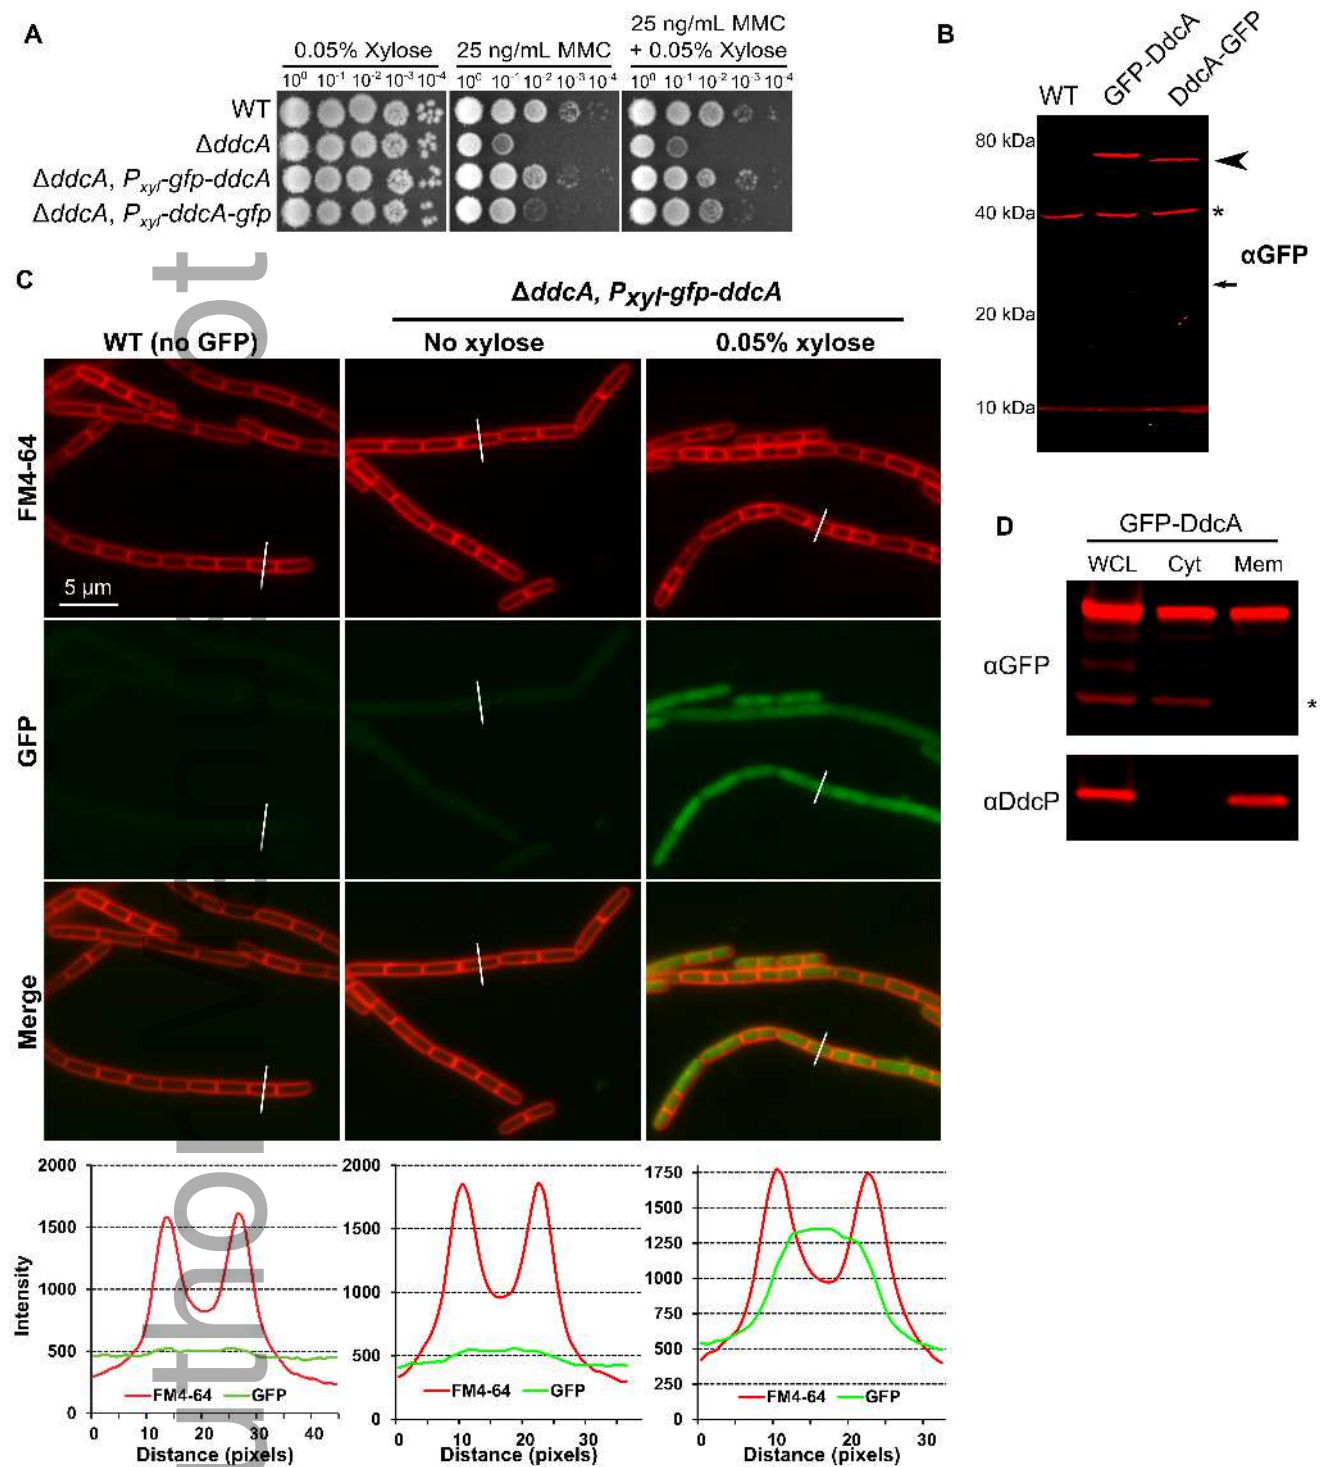 A
0.05% Xylose
25 ng/mL MMC
25 ng/mL MMC
+ 0.05% Xylose
10⁰ 10⁻¹ 10⁻² 10⁻³ 10⁻⁴
10⁰ 10⁻¹ 10⁻² 10⁻³ 10⁻⁴
10⁰ 10⁻¹ 10⁻² 10⁻³ 10⁻⁴
WT
ΔddcA
ΔddcA, Pxyl-gfp-ddcA
ΔddcA, Pxyl-ddcA-gfp
B
WT
GFP-DdcA
DdcA-GFP
80 kDa
40 kDa
*
αGFP
20 kDa
10 kDa
C
ΔddcA, Pxyl-gfp-ddcA
WT (no GFP)
No xylose
0.05% xylose
FM4-64
5 µm
GFP
Merge
D
GFP-DdcA
WCL Cyt Mem
αGFP
*
αDdcP
Intensity
2000
1500
1000
500
0
FM4-64 GFP
0 10 20 30 40
Distance (pixels)
2000
1500
1000
500
0
FM4-64 GFP
0 10 20 30
Distance (pixels)
1750
1500
1250
1000
750
500
250
0
FM4-64 GFP
0 10 20 30
Distance (pixels)